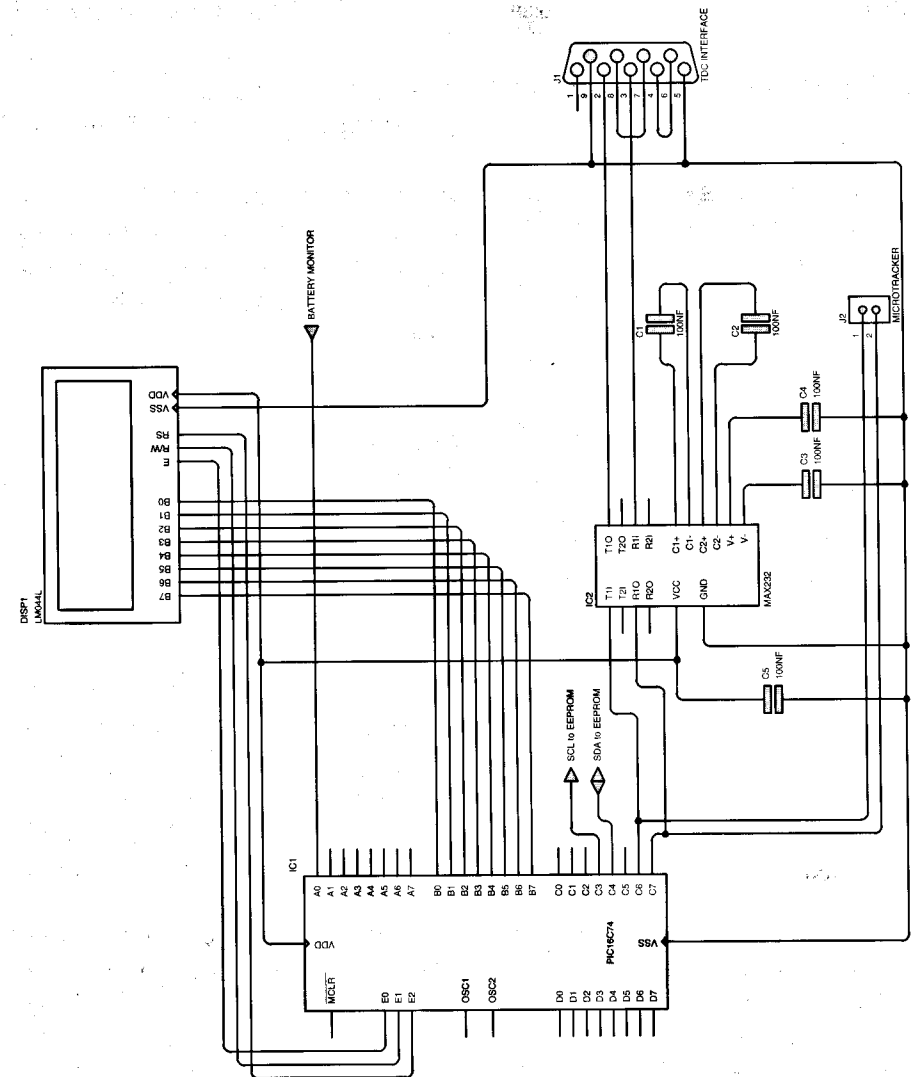 J1
TDC INTERFACE
1
9
2
8
3
7
4
6
5
BATTERY MONITOR
DISP1
LM044L
VDD
VSS
RS
R/W
E
B0
B1
B2
B3
B4
B5
B6
B7
C1
100NF
C2
100NF
J2
MICROTRACKER
1
2
C4
100NF
C3
100NF
IC2
MAX232
T1I
T2I
R1O
R2O
VCC
GND
T1O
T2O
R1I
R2I
C1+
C1-
C2+
C2-
V+
V-
C5
100NF
SCL to EEPROM
SDA to EEPROM
IC1
PIC16C74
A0
A1
A2
A3
A4
A5
A6
A7
B0
B1
B2
B3
B4
B5
B6
B7
C0
C1
C2
C3
C4
C5
C6
C7
VDD
VSS
MCLR
E0
E1
E2
OSC1
OSC2
D0
D1
D2
D3
D4
D5
D6
D7